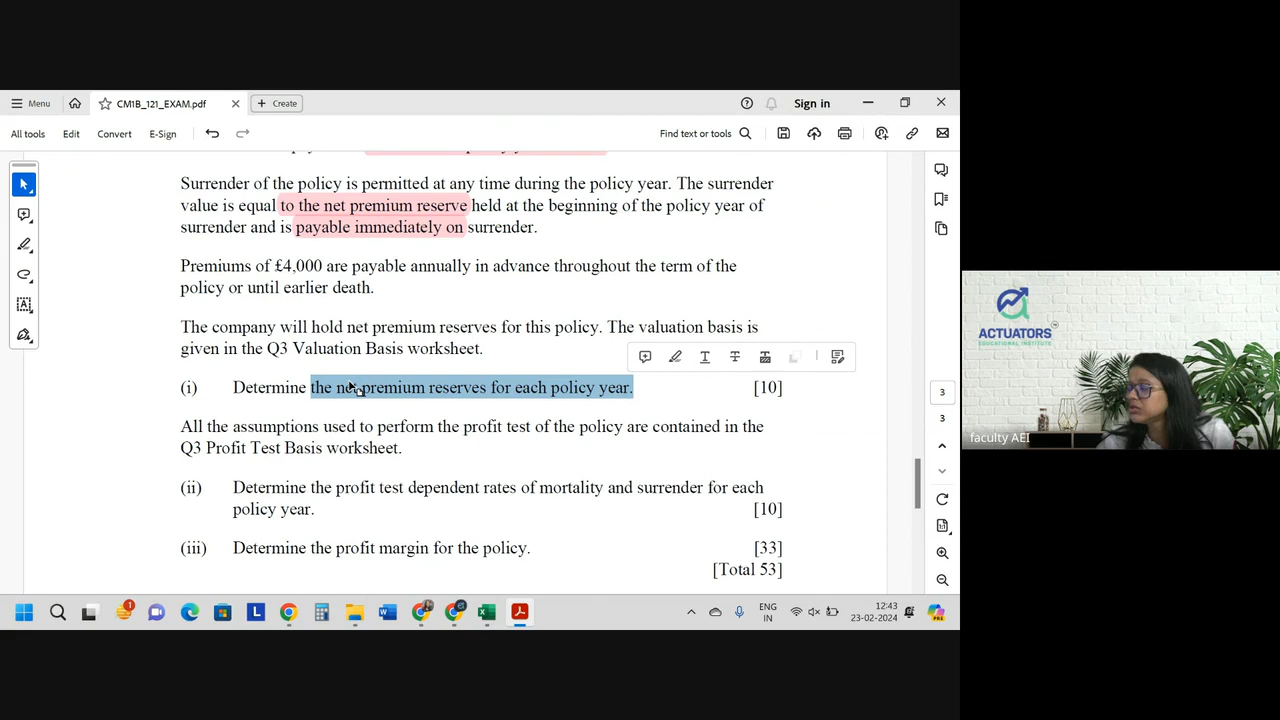 Menu
CM1B_121_EXAM.pdf
Create
Sign in
All tools
Edit
Convert
E-Sign
Find text or tools
Surrender of the policy is permitted at any time during the policy year. The surrender
value is equal to the net premium reserve held at the beginning of the policy year of
surrender and is payable immediately on surrender.
Premiums of £4,000 are payable annually in advance throughout the term of the
policy or until earlier death.
The company will hold net premium reserves for this policy. The valuation basis is
given in the Q3 Valuation Basis worksheet.
(i) Determine the net premium reserves for each policy year. [10]
All the assumptions used to perform the profit test of the policy are contained in the
Q3 Profit Test Basis worksheet.
(ii) Determine the profit test dependent rates of mortality and surrender for each
policy year. [10]
(iii) Determine the profit margin for the policy. [33]
[Total 53]
3
3
ACTUATORS
EDUCATIONAL INSTITUTE
faculty AEI
ENG
IN
12:43
23-02-2024